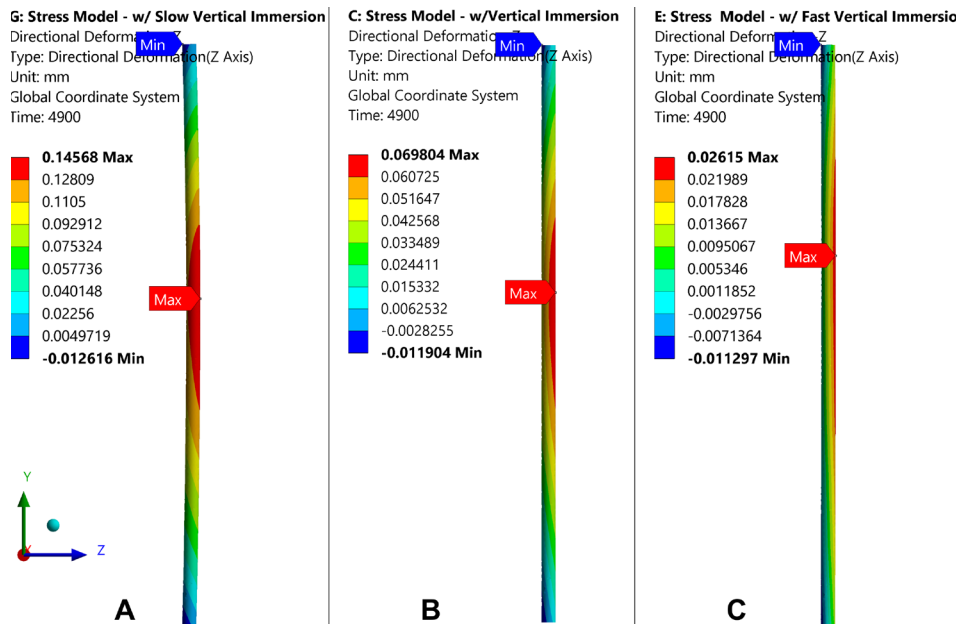 G: Stress Model - w/ Slow Vertical Immersion
Directional Deformation-Z
Type: Directional Deformation(Z Axis)
Unit: mm
Global Coordinate System
Time: 4900
Min
0.14568 Max
0.12809
0.1105
0.092912
0.075324
0.057736
0.040148
0.02256
0.0049719
-0.012616 Min
Max
Y
X
Z
A
C: Stress Model - w/Vertical Immersion
Directional Deformation-Z
Type: Directional Deformation(Z Axis)
Unit: mm
Global Coordinate System
Time: 4900
Min
0.069804 Max
0.060725
0.051647
0.042568
0.033489
0.024411
0.015332
0.0062532
-0.0028255
-0.011904 Min
Max
B
E: Stress Model - w/ Fast Vertical Immersio
Directional Deformation-Z
Type: Directional Deformation(Z Axis)
Unit: mm
Global Coordinate System
Time: 4900
Min
0.02615 Max
0.021989
0.017828
0.013667
0.0095067
0.005346
0.0011852
-0.0029756
-0.0071364
-0.011297 Min
Max
C